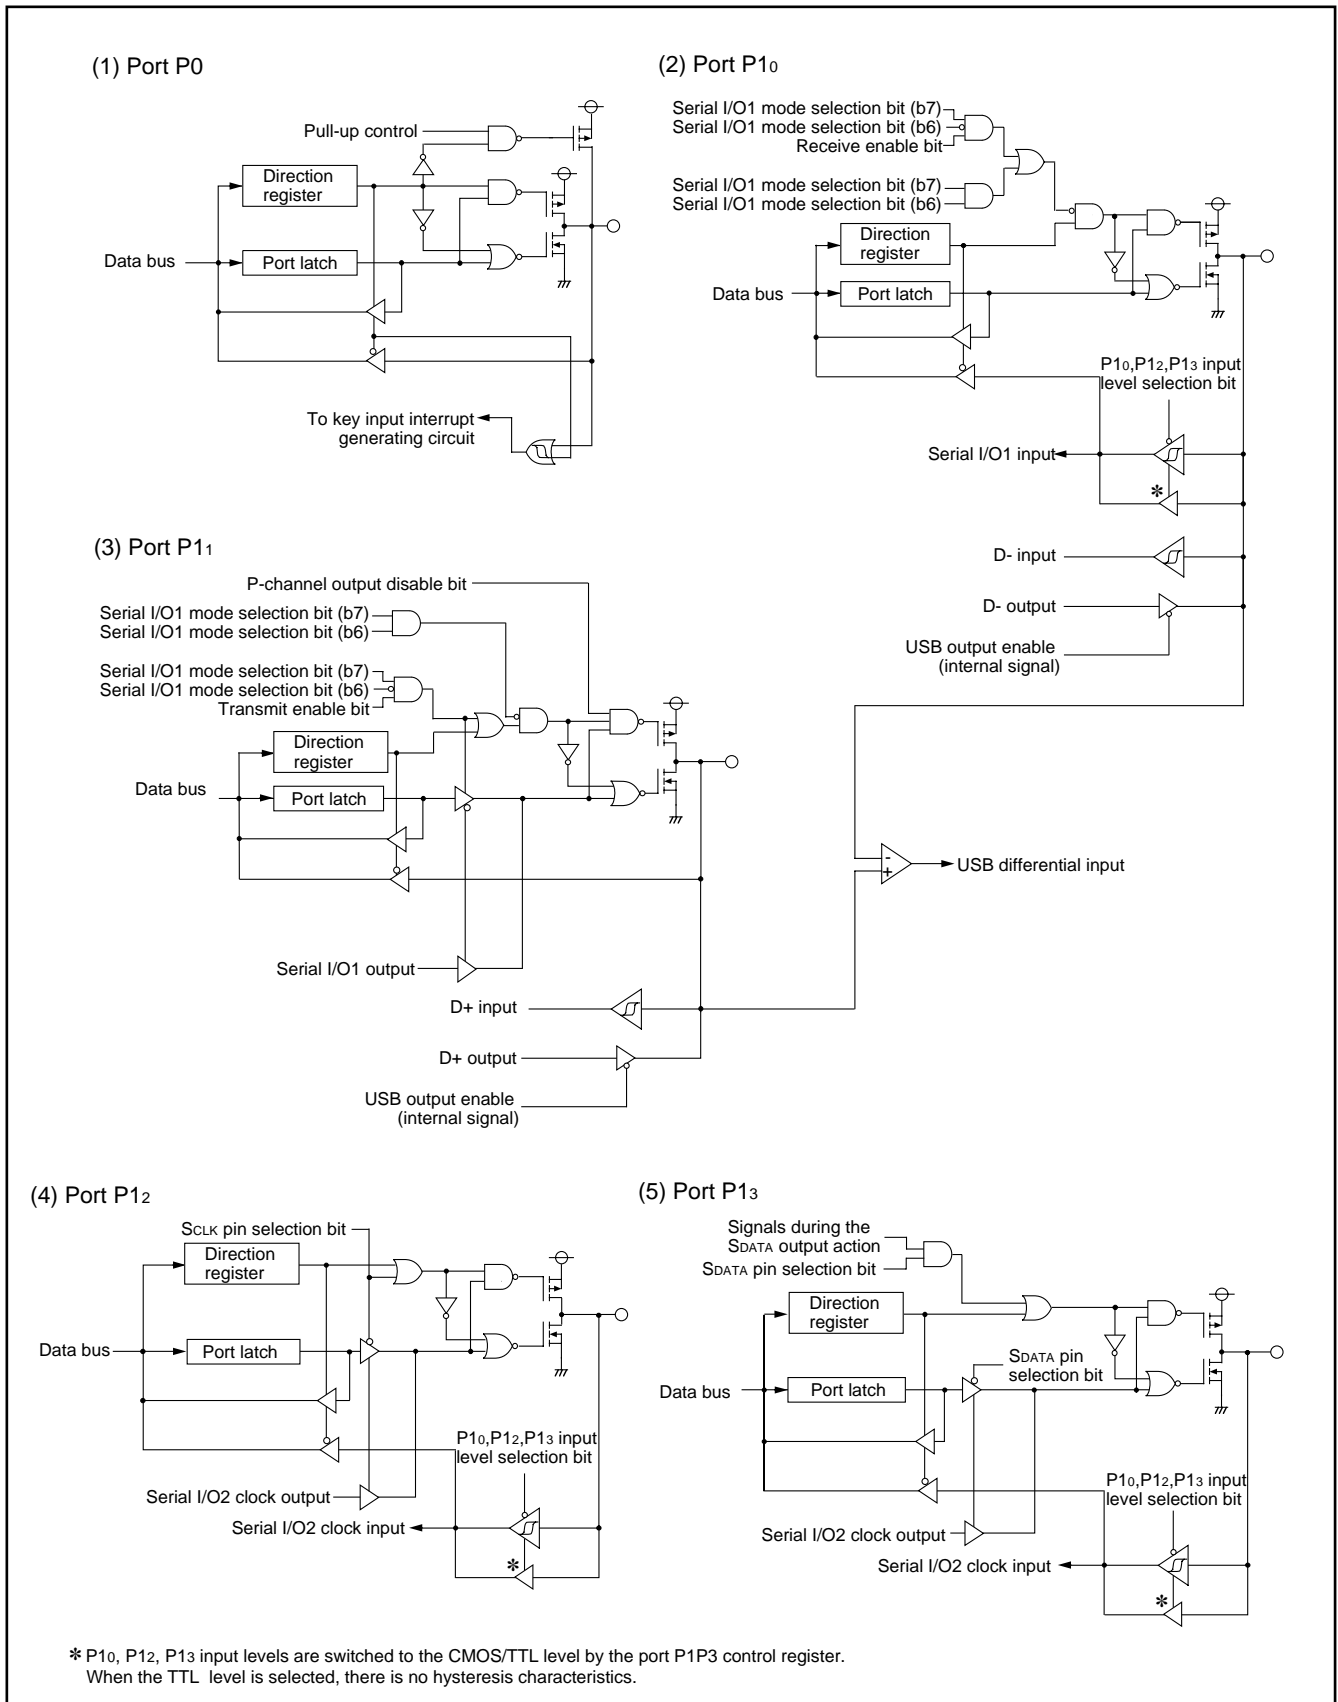 (1) Port P0
Pull-up control
Direction
register
Data bus
Port latch
To key input interrupt
generating circuit
(2) Port P10
Serial I/O1 mode selection bit (b7)
Serial I/O1 mode selection bit (b6)
Receive enable bit
Serial I/O1 mode selection bit (b7)
Serial I/O1 mode selection bit (b6)
Direction
register
Data bus
Port latch
P10,P12,P13 input
level selection bit
Serial I/O1 input
*
D- input
D- output
USB output enable
(internal signal)
(3) Port P11
P-channel output disable bit
Serial I/O1 mode selection bit (b7)
Serial I/O1 mode selection bit (b6)
Serial I/O1 mode selection bit (b7)
Serial I/O1 mode selection bit (b6)
Transmit enable bit
Direction
register
Data bus
Port latch
-
+
USB differential input
Serial I/O1 output
D+ input
D+ output
USB output enable
(internal signal)
(4) Port P12
SCLK pin selection bit
Direction
register
Data bus
Port latch
P10,P12,P13 input
level selection bit
Serial I/O2 clock output
Serial I/O2 clock input
*
(5) Port P13
Signals during the
SDATA output action
SDATA pin selection bit
Direction
register
SDATA pin
selection bit
Data bus
Port latch
P10,P12,P13 input
level selection bit
Serial I/O2 clock output
Serial I/O2 clock input
*
* P10, P12, P13 input levels are switched to the CMOS/TTL level by the port P1P3 control register.
When the TTL level is selected, there is no hysteresis characteristics.